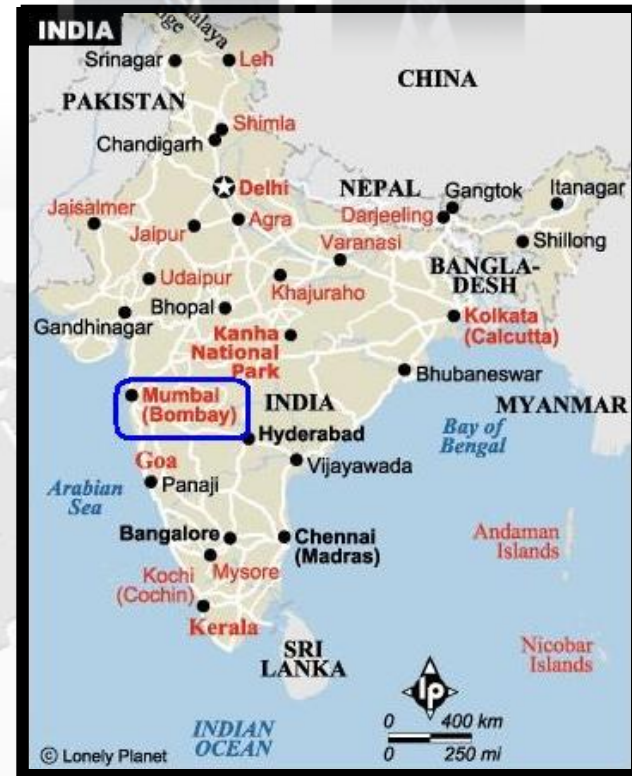 INDIA
Himalaya
Srinagar
Leh
CHINA
PAKISTAN
Shimla
Chandigarh
Delhi
NEPAL
Gangtok
Itanagar
Jaisalmer
Agra
Darjeeling
Jaipur
Varanasi
Shillong
BANGLA-
DESH
Udaipur
Khajuraho
Bhopal
Gandhinagar
Kolkata
(Calcutta)
Kanha
National
Park
Bhubaneswar
Mumbai
(Bombay)
INDIA
MYANMAR
Bay of
Bengal
Hyderabad
Goa
Vijayawada
Panaji
Arabian
Sea
Bangalore
Chennai
(Madras)
Andaman
Islands
Kochi
(Cochin)
Mysore
Kerala
SRI
LANKA
Nicobar
Islands
lp
INDIAN
OCEAN
0 400 km
0 250 mi
© Lonely Planet